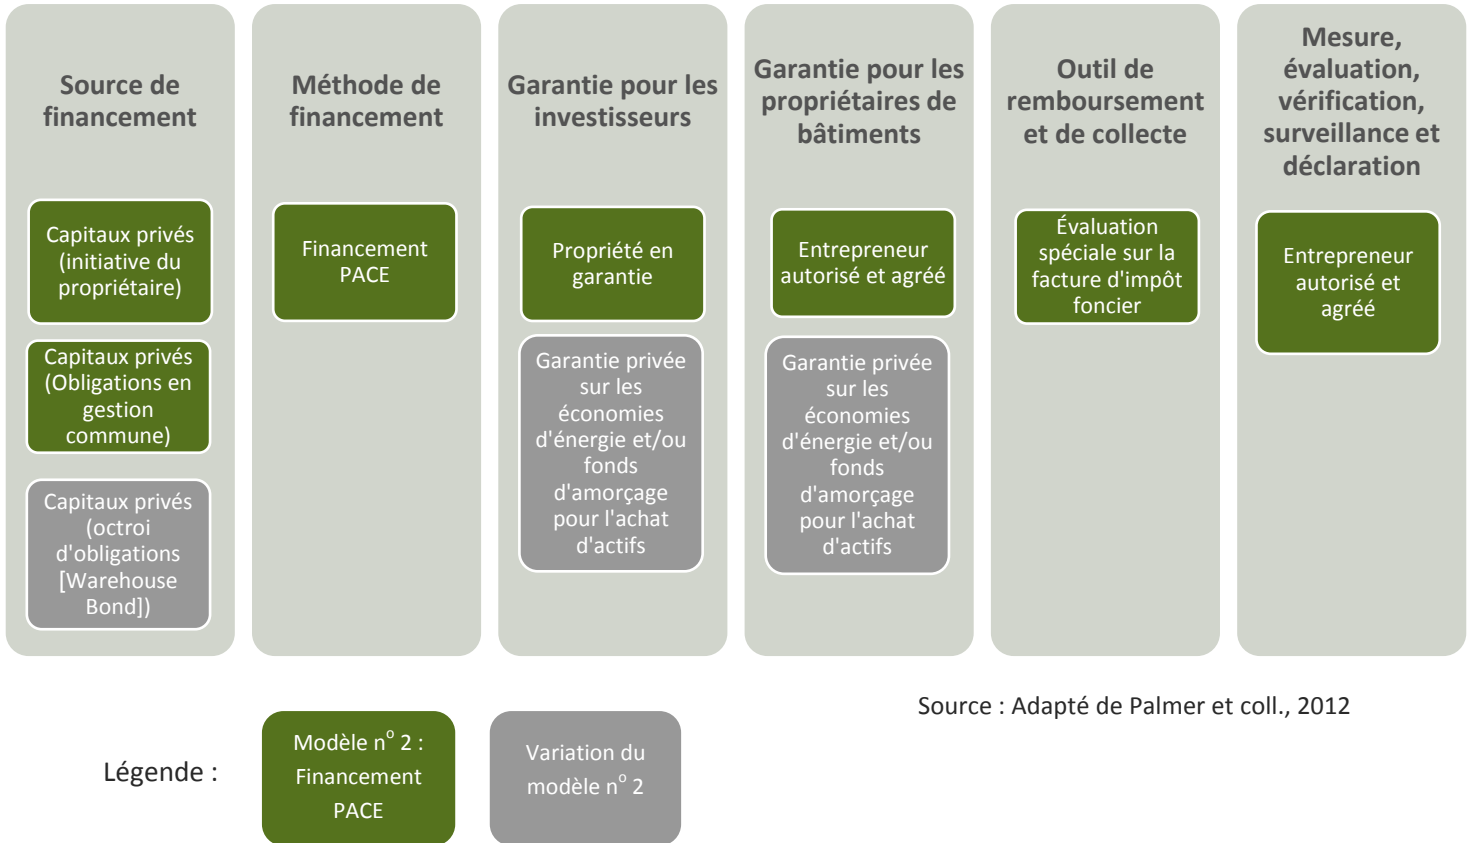 Source de
financement
Capitaux privés
(initiative du
propriétaire)
Capitaux privés
(Obligations en
gestion
commune)
Capitaux privés
(octroi
d'obligations
[Warehouse
Bond])
Méthode de
financement
Financement
PACE
Garantie pour les
investisseurs
Propriété en
garantie
Garantie privée
sur les
économies
d'énergie et/ou
fonds
d'amorçage
pour l'achat
d'actifs
Garantie pour les
propriétaires de
bâtiments
Entrepreneur
autorisé et agréé
Garantie privée
sur les
économies
d'énergie et/ou
fonds
d'amorçage
pour l'achat
d'actifs
Outil de
remboursement
et de collecte
Évaluation
spéciale sur la
facture d'impôt
foncier
Mesure,
évaluation,
vérification,
surveillance et
déclaration
Entrepreneur
autorisé et
agréé
Source : Adapté de Palmer et coll., 2012
Légende :
Modèle nº 2 :
Financement
PACE
Variation du
modèle nº 2